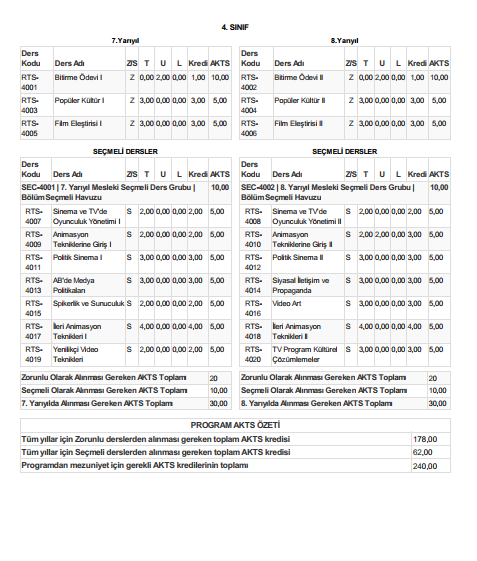 4. SINIF
7.Yarıyıl
Ders Kodu Ders Adı Z/S T U L Kredi AKTS
RTS-4001 Bitirme Ödevi I Z 0,00 2,00 0,00 1,00 10,00
RTS-4003 Popüler Kültür I Z 3,00 0,00 0,00 3,00 5,00
RTS-4005 Film Eleştirisi I Z 3,00 0,00 0,00 3,00 5,00
SEÇMELİ DERSLER
Ders Kodu Ders Adı Z/S T U L Kredi AKTS
SEC-4001 | 7. Yarıyıl Mesleki Seçmeli Ders Grubu | Bölüm Seçmeli Havuzu 10,00
RTS-4007 Sinema ve TV'de Oyunculuk Yönetimi I S 2,00 0,00 0,00 2,00 5,00
RTS-4009 Animasyon Tekniklerine Giriş I S 2,00 0,00 0,00 2,00 5,00
RTS-4011 Politik Sinema I S 3,00 0,00 0,00 3,00 5,00
RTS-4013 AB'de Medya Politikaları S 3,00 0,00 0,00 3,00 5,00
RTS-4015 Spikerlik ve Sunuculuk S 2,00 0,00 0,00 2,00 5,00
RTS-4017 İleri Animasyon Teknikleri I S 4,00 0,00 0,00 4,00 5,00
RTS-4019 Yenilikçi Video Teknikleri S 2,00 0,00 0,00 2,00 5,00
Zorunlu Olarak Alınması Gereken AKTS Toplamı 20
Seçmeli Olarak Alınması Gereken AKTS Toplamı 10,00
7. Yarıyılda Alınması Gereken AKTS Toplamı 30,00
8.Yarıyıl
Ders Kodu Ders Adı Z/S T U L Kredi AKTS
RTS-4002 Bitirme Ödevi II Z 0,00 2,00 0,00 1,00 10,00
RTS-4004 Popüler Kültür II Z 3,00 0,00 0,00 3,00 5,00
RTS-4006 Film Eleştirisi II Z 3,00 0,00 0,00 3,00 5,00
SEÇMELİ DERSLER
Ders Kodu Ders Adı Z/S T U L Kredi AKTS
SEC-4002 | 8. Yarıyıl Mesleki Seçmeli Ders Grubu | Bölüm Seçmeli Havuzu 10,00
RTS-4008 Sinema ve TV'de Oyunculuk Yönetimi II S 2,00 2,00 0,00 2,00 5,00
RTS-4010 Animasyon Tekniklerine Giriş II S 2,00 2,00 0,00 3,00 5,00
RTS-4012 Politik Sinema II S 3,00 0,00 0,00 3,00 5,00
RTS-4014 Siyasal İletişim ve Propaganda S 3,00 0,00 0,00 3,00 5,00
RTS-4016 Video Art S 3,00 0,00 0,00 3,00 5,00
RTS-4018 İleri Animasyon Teknikleri II S 4,00 0,00 0,00 4,00 5,00
RTS-4020 TV Program Kültürel Çözümlemeler S 3,00 0,00 0,00 3,00 5,00
Zorunlu Olarak Alınması Gereken AKTS Toplamı 20
Seçmeli Olarak Alınması Gereken AKTS Toplamı 10,00
8. Yarıyılda Alınması Gereken AKTS Toplamı 30,00
PROGRAM AKTS ÖZETİ
Tüm yıllar için Zorunlu derslerden alınması gereken toplam AKTS kredisi 178,00
Tüm yıllar için Seçmeli derslerden alınması gereken toplam AKTS kredisi 62,00
Programdan mezuniyet için gerekli AKTS kredilerinin toplamı 240,00